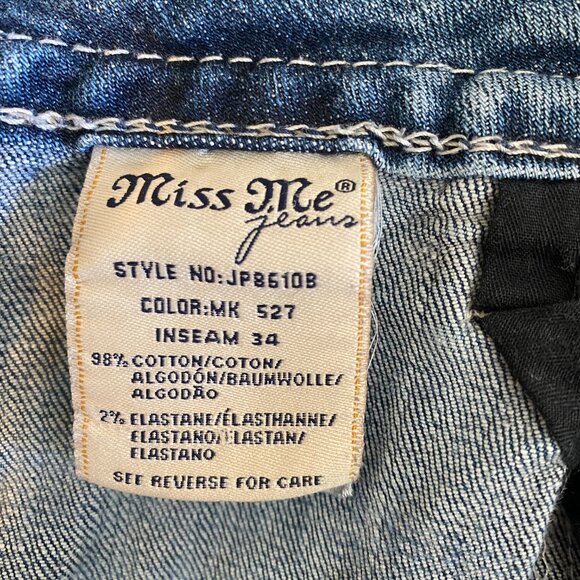 Miss Me®
jeans
STYLE NO:JP8610B
COLOR:MK 527
INSEAM 34
98% COTTON/COTON/
ALGODÓN/BAUMWOLLE/
ALGODÃO
2% ELASTANE/ÉLASTHANNE/
ELASTANO/ELASTAN/
ELASTANO
SEE REVERSE FOR CARE